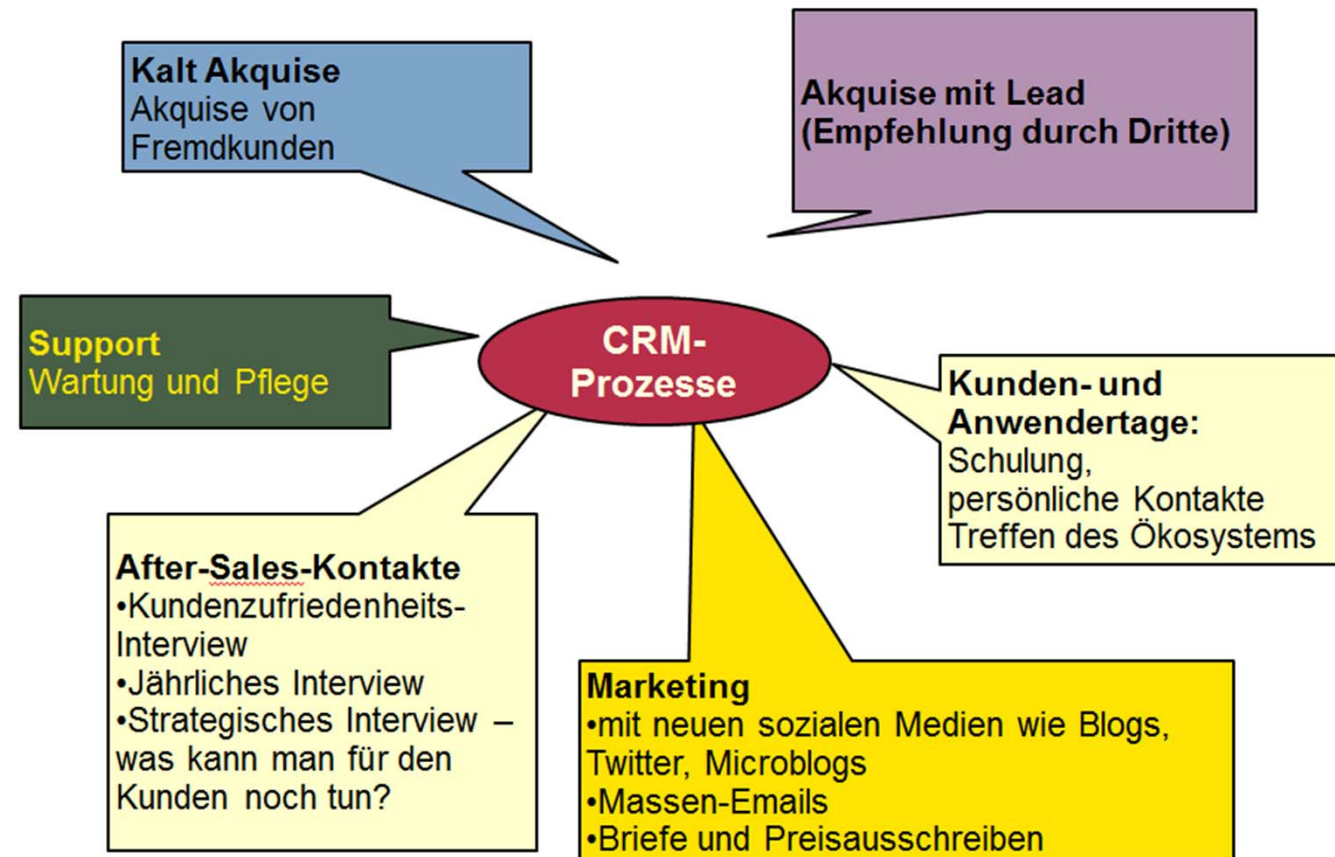 Kalt Akquise
Akquise von
Fremdkunden
Akquise mit Lead
(Empfehlung durch Dritte)
Support
Wartung und Pflege
CRM-
Prozesse
Kunden- und
Anwendertage:
Schulung,
persönliche Kontakte
Treffen des Ökosystems
After-Sales-Kontakte
•Kundenzufriedenheits-
Interview
•Jährliches Interview
•Strategisches Interview –
was kann man für den
Kunden noch tun?
Marketing
•mit neuen sozialen Medien wie Blogs,
Twitter, Microblogs
•Massen-Emails
•Briefe und Preisausschreiben